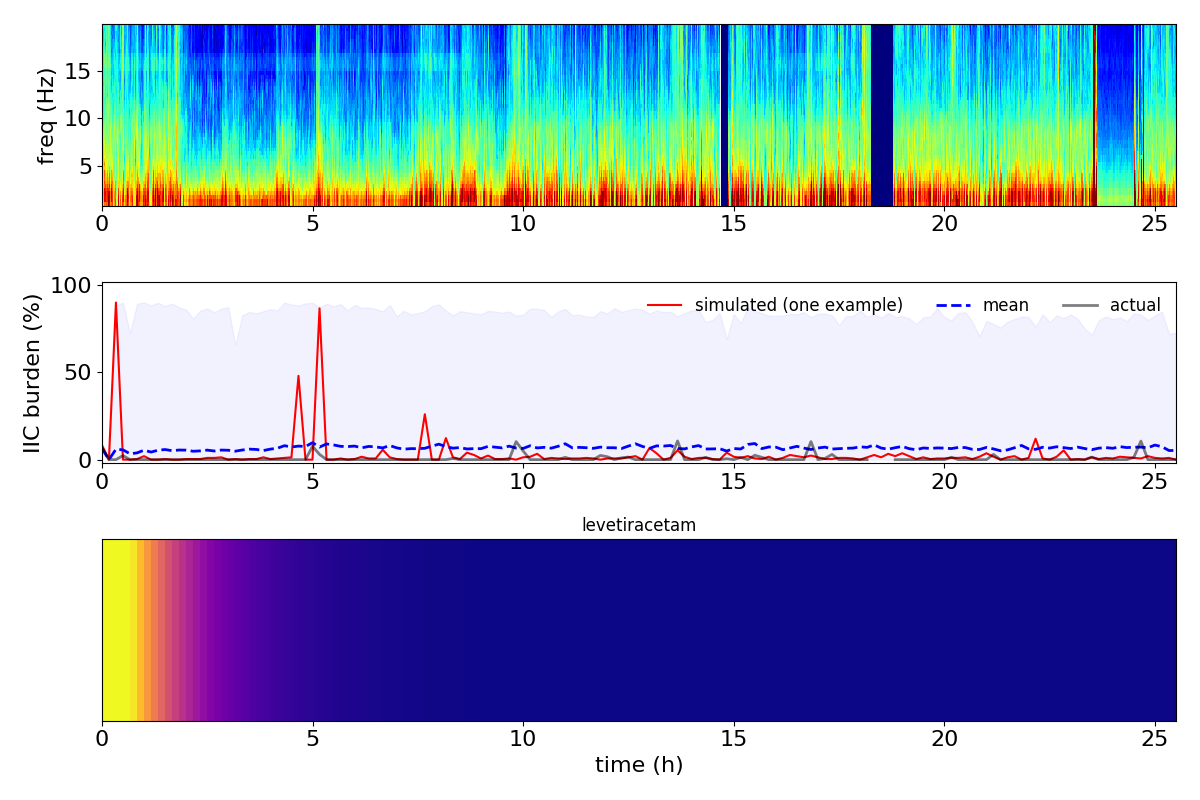 freq (Hz)
15
10
5
0 5 10 15 20 25
IIC burden (%)
100
50
0
simulated (one example) mean actual
0 5 10 15 20 25
levetiracetam
0 5 10 15 20 25
time (h)